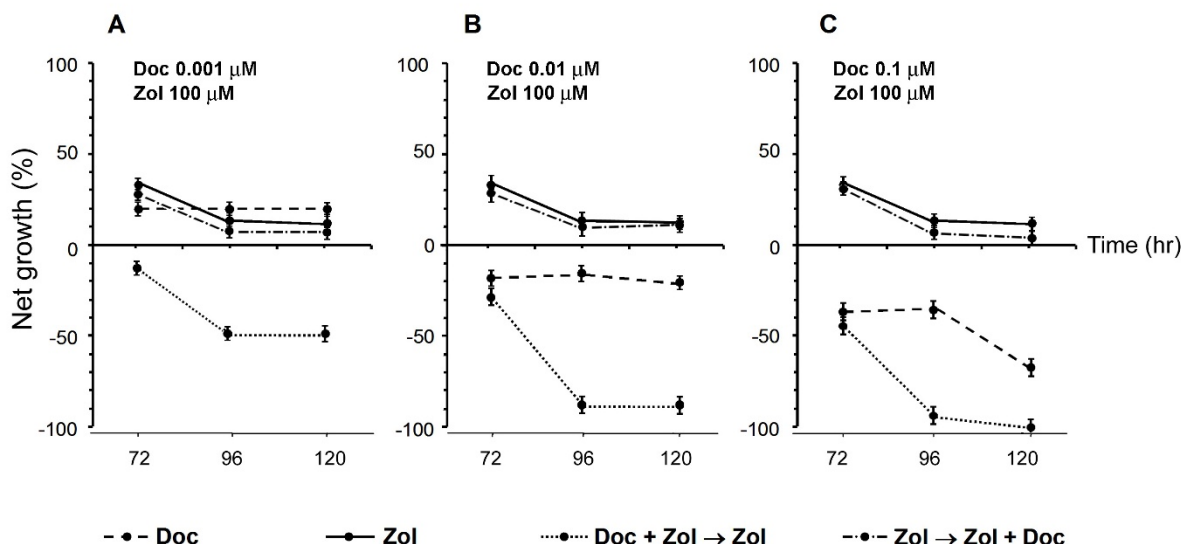 A
B
C
Doc 0.001 μM
Zol 100 μM
Doc 0.01 μM
Zol 100 μM
Doc 0.1 μM
Zol 100 μM
Net growth (%)
100
50
0
-50
-100
72
96
120
100
50
0
-50
-100
72
96
120
100
50
0
-50
-100
72
96
120
Time (hr)
Doc
Zol
Doc + Zol → Zol
Zol → Zol + Doc